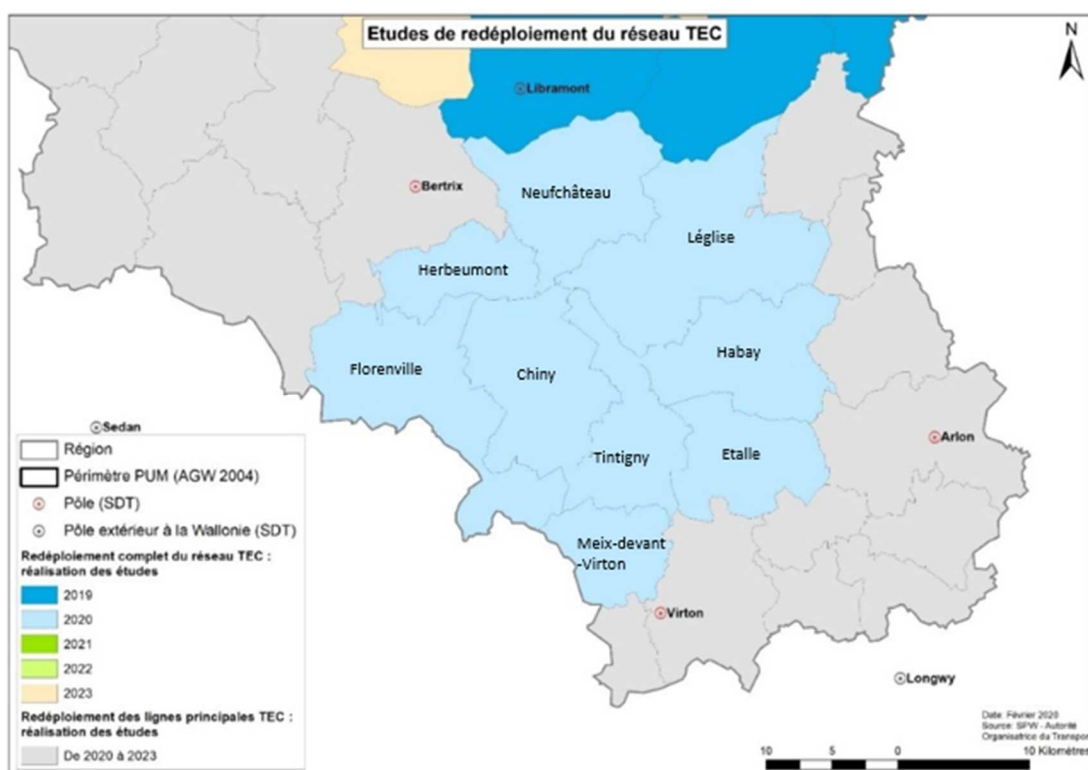 Etudes de redéploiement du réseau TEC
N
Libramont
Bertrix
Neufchâteau
Léglise
Herbeumont
Habay
Florenville
Chiny
Sedan
Arlon
Tintigny
Etalle
Meix-devant
-Virton
Virton
Longwy
Région
Périmètre PUM (AGW 2004)
Pôle (SDT)
Pôle extérieur à la Wallonie (SDT)
Redéploiement complet du réseau TEC :
réalisation des études
2019
2020
2021
2022
2023
Redéploiement des lignes principales TEC :
réalisation des études
De 2020 à 2023
Date: Février 2020
Source: SPW - Autorité
Organisatrice du Transpor
10 5 0 10 Kilomètres